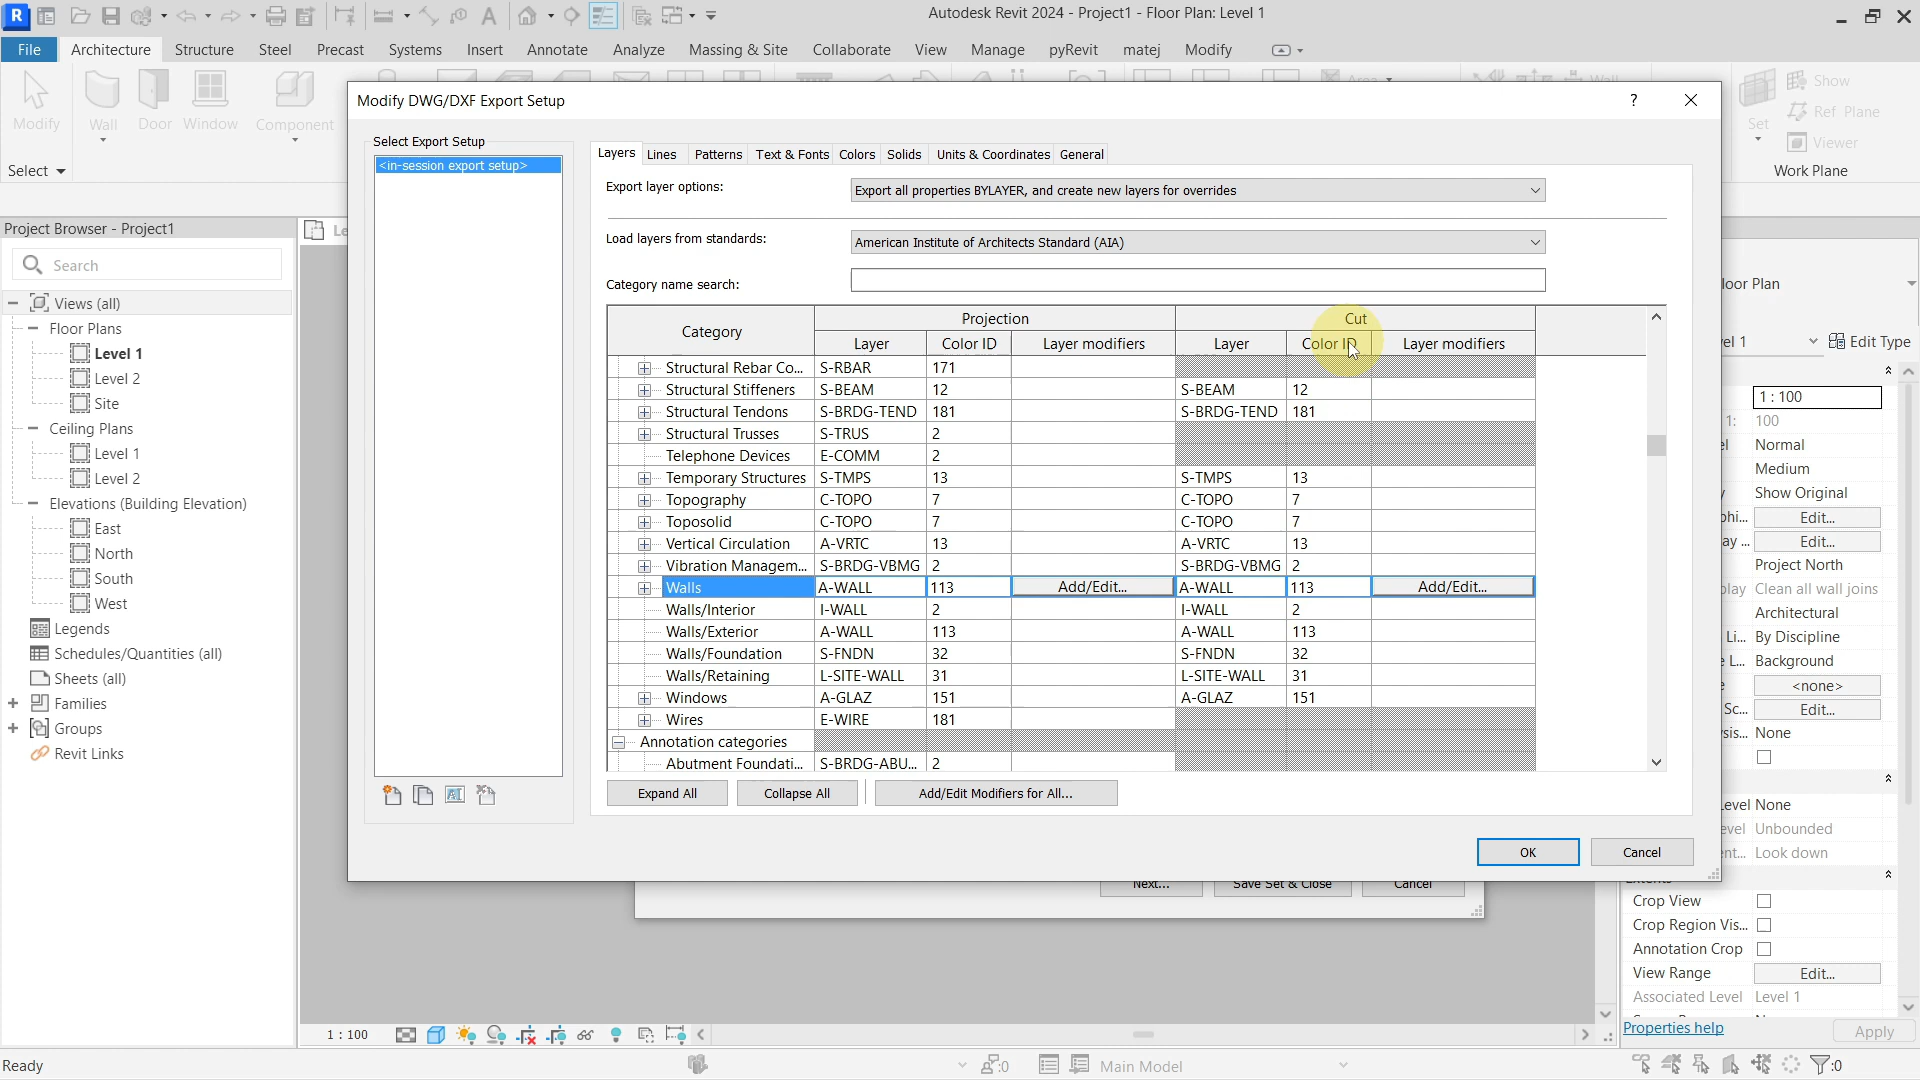 Autodesk Revit 2024 - Project1 - Floor Plan: Level 1
File Architecture Structure Steel Precast Systems Insert Annotate Analyze Massing & Site Collaborate View Manage pyRevit matej Modify
Modify Wall Door Window Component
Set Show
Ref Plane
Viewer
Select
Work Plane
Project Browser - Project1
Search
Views (all)
Floor Plans
Level 1
Level 2
Site
Ceiling Plans
Level 1
Level 2
Elevations (Building Elevation)
East
North
South
West
Legends
Schedules/Quantities (all)
Sheets (all)
Families
Groups
Revit Links
Modify DWG/DXF Export Setup
Select Export Setup
<in-session export setup>
Layers Lines Patterns Text & Fonts Colors Solids Units & Coordinates General
Export layer options: Export all properties BYLAYER, and create new layers for overrides
Load layers from standards: American Institute of Architects Standard (AIA)
Category name search:
Category Projection Cut
Layer Color ID Layer modifiers Layer Color ID Layer modifiers
Structural Rebar Co... S-RBAR 171
Structural Stiffeners S-BEAM 12 S-BEAM 12
Structural Tendons S-BRDG-TEND 181 S-BRDG-TEND 181
Structural Trusses S-TRUS 2
Telephone Devices E-COMM 2
Temporary Structures S-TMPS 13 S-TMPS 13
Topography C-TOPO 7 C-TOPO 7
Toposolid C-TOPO 7 C-TOPO 7
Vertical Circulation A-VRTC 13 A-VRTC 13
Vibration Managem... S-BRDG-VBMG 2 S-BRDG-VBMG 2
Walls A-WALL 113 Add/Edit... A-WALL 113 Add/Edit...
Walls/Interior I-WALL 2 I-WALL 2
Walls/Exterior A-WALL 113 A-WALL 113
Walls/Foundation S-FNDN 32 S-FNDN 32
Walls/Retaining L-SITE-WALL 31 L-SITE-WALL 31
Windows A-GLAZ 151 A-GLAZ 151
Wires E-WIRE 181
Annotation categories
Abutment Foundati... S-BRDG-ABU... 2
Expand All Collapse All Add/Edit Modifiers for All...
OK Cancel
Next... Save Set & Close Cancel
loor Plan
Edit Type
1 : 100
1: 100
Normal
Medium
Show Original
Edit...
Edit...
Project North
Clean all wall joins
Architectural
By Discipline
Background
<none>
Edit...
None
None
Unbounded
Look down
Crop View
Crop Region Vis...
Annotation Crop
View Range Edit...
Associated Level Level 1
Properties help Apply
1 : 100
Ready :0 Main Model :0